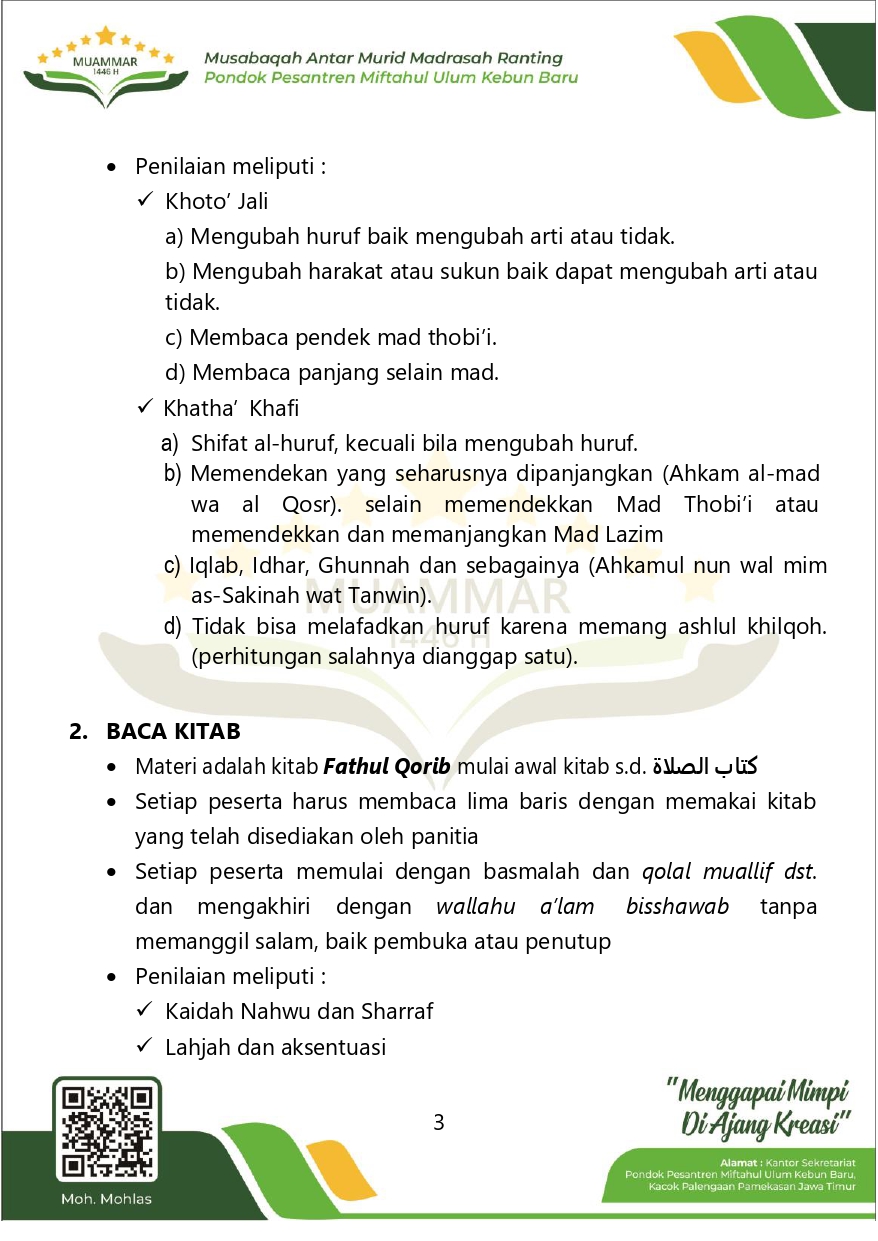 MUAMMAR
1446 H
Musabaqah Antar Murid Madrasah Ranting
Pondok Pesantren Miftahul Ulum Kebun Baru
• Penilaian meliputi :
✓ Khoto’ Jali
a) Mengubah huruf baik mengubah arti atau tidak.
b) Mengubah harakat atau sukun baik dapat mengubah arti atau
tidak.
c) Membaca pendek mad thobi’i.
d) Membaca panjang selain mad.
✓ Khatha’ Khafi
a) Shifat al-huruf, kecuali bila mengubah huruf.
b) Memendekan yang seharusnya dipanjangkan (Ahkam al-mad
wa al Qosr). selain memendekkan Mad Thobi’i atau
memendekkan dan memanjangkan Mad Lazim
c) Iqlab, Idhar, Ghunnah dan sebagainya (Ahkamul nun wal mim
as-Sakinah wat Tanwin).
d) Tidak bisa melafadkan huruf karena memang ashlul khilqoh.
(perhitungan salahnya dianggap satu).
MUAMMAR
1446 H
2. BACA KITAB
• Materi adalah kitab Fathul Qorib mulai awal kitab s.d. كتاب الصلاة
• Setiap peserta harus membaca lima baris dengan memakai kitab
yang telah disediakan oleh panitia
• Setiap peserta memulai dengan basmalah dan qolal muallif dst.
dan mengakhiri dengan wallahu a’lam bisshawab tanpa
memanggil salam, baik pembuka atau penutup
• Penilaian meliputi :
✓ Kaidah Nahwu dan Sharraf
✓ Lahjah dan aksentuasi
3
Moh. Mohlas
"Menggapai Mimpi
Di Ajang Kreasi"
Alamat : Kantor Sekretariat
Pondok Pesantren Miftahul Ulum Kebun Baru,
Kacok Palengaan Pamekasan Jawa Timur